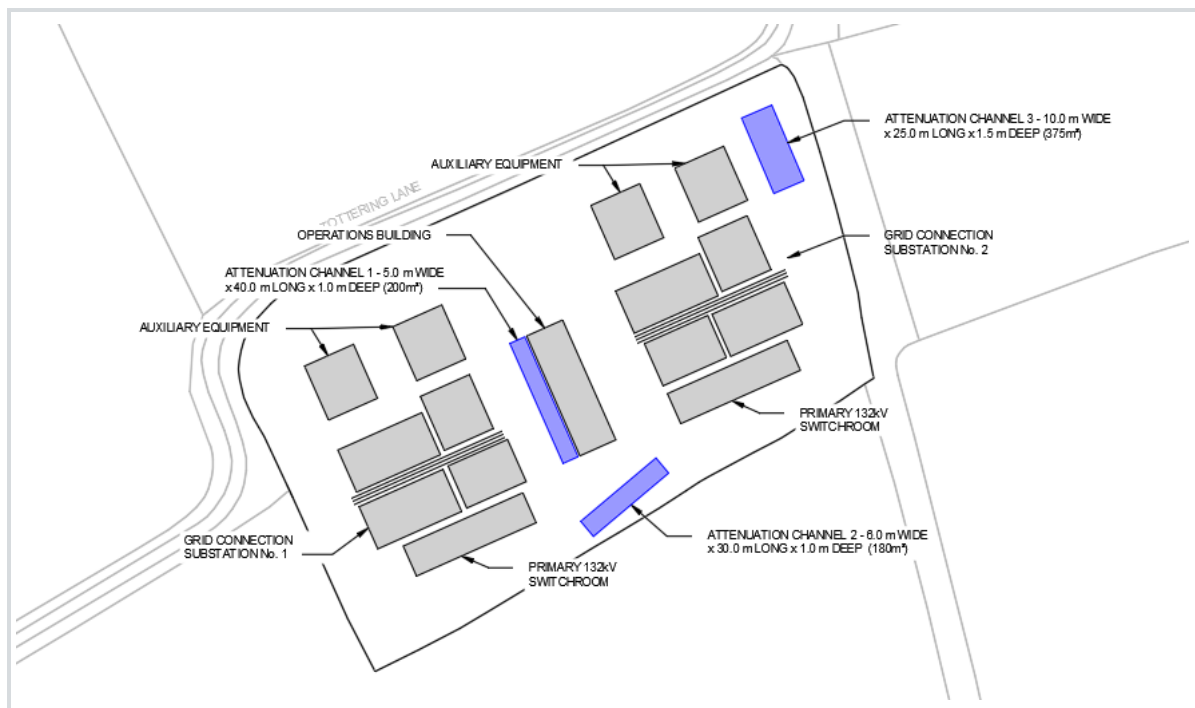 ATTENUATION CHANNEL 3 - 10.0 m WIDE
x 25.0 m LONG x 1.5 m DEEP (375m³)
AUXILIARY EQUIPMENT
TOTTERING LANE
OPERATIONS BUILDING
GRID CONNECTION
SUBSTATION No. 2
ATTENUATION CHANNEL 1 - 5.0 m WIDE
x 40.0 m LONG x 1.0 m DEEP (200m³)
AUXILIARY EQUIPMENT
PRIMARY 132kV
SWITCHROOM
GRID CONNECTION
SUBSTATION No. 1
ATTENUATION CHANNEL 2 - 6.0 m WIDE
x 30.0 m LONG x 1.0 m DEEP (180m³)
PRIMARY 132kV
SWITCHROOM